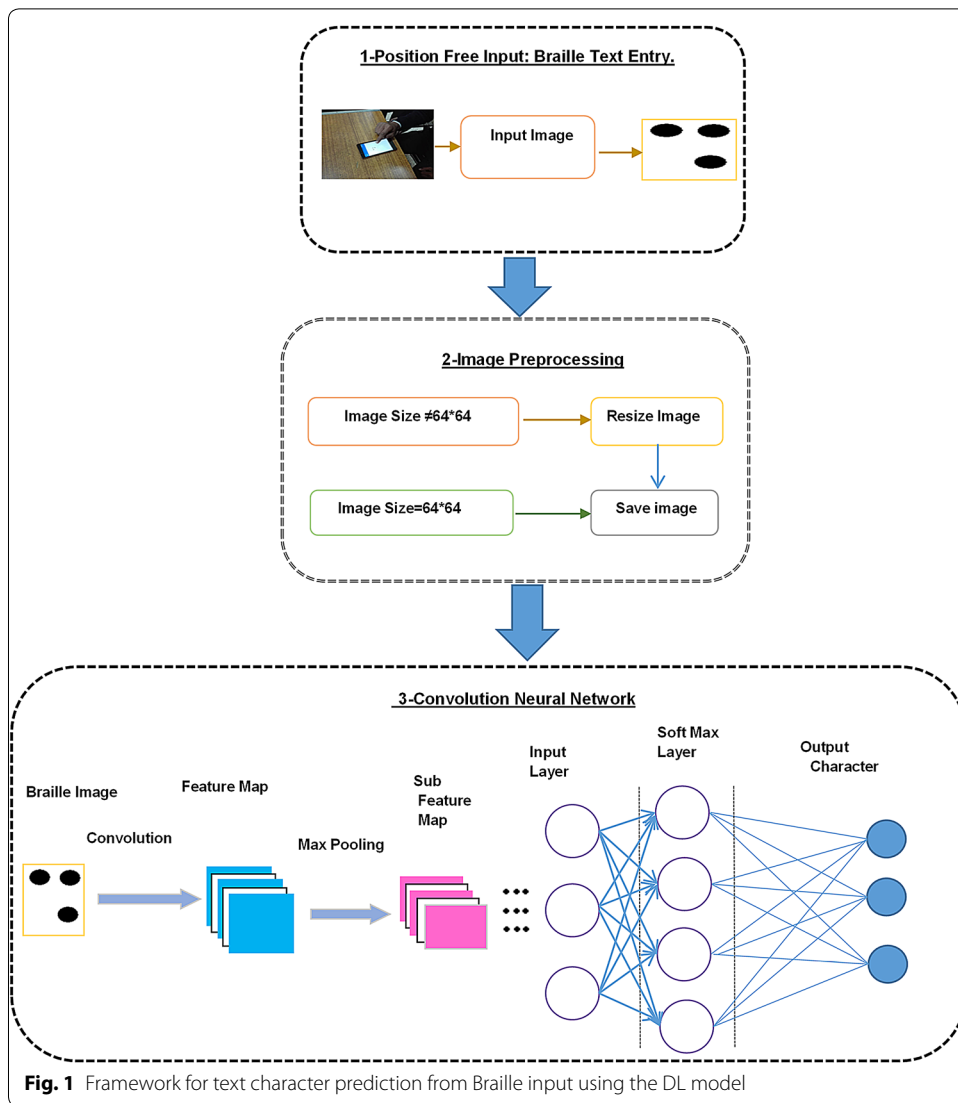 1-Position Free Input: Braille Text Entry.
Input Image
2-Image Preprocessing
Image Size ≠64*64
Resize Image
Image Size=64*64
Save image
3-Convolution Neural Network
Braille Image
Convolution
Feature Map
Max Pooling
Sub
Feature
Map
Input
Layer
Soft Max
Layer
Output
Character
Fig. 1 Framework for text character prediction from Braille input using the DL model